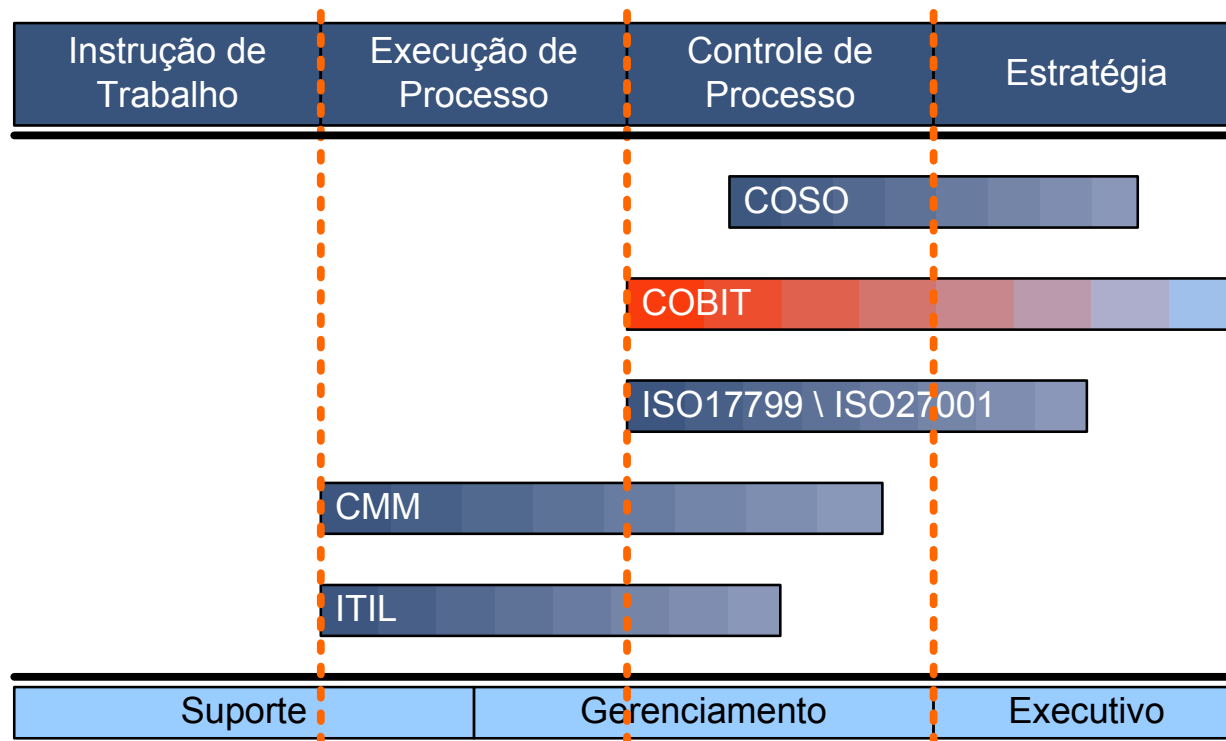 Instrução de
Trabalho
Execução de
Processo
Controle de
Processo
Estratégia
COSO
COBIT
ISO17799 \ ISO27001
CMM
ITIL
Suporte
Gerenciamento
Executivo